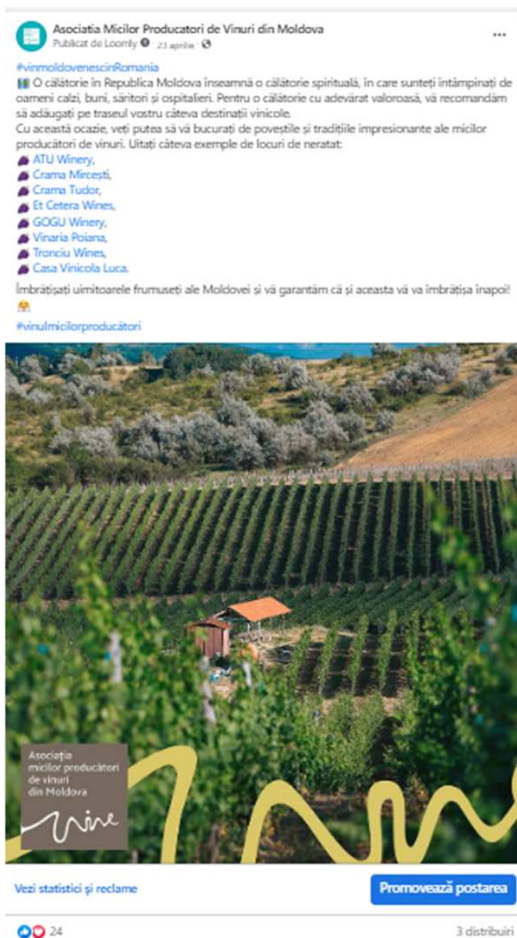 Asociatia Micilor Producatori de Vinuri din Moldova
Publicat de Loomly · 23 aprilie ·
#vinmoldovenescinRomania
O călătorie în Republica Moldova înseamnă o călătorie spirituală, în care sunteți întâmpinați de
oameni calzi, buni, săritori și ospitalieri. Pentru o călătorie cu adevărat valoroasă, vă recomandăm
să adăugați pe traseul vostru câteva destinații vinicole.
Cu această ocazie, veți putea să vă bucurați de poveștile și tradițiile impresionante ale micilor
producători de vinuri. Uitați câteva exemple de locuri de neratat:
ATU Winery,
Crama Mircești,
Crama Tudor,
Et Cetera Wines,
GOGU Winery,
Vinaria Poiana,
Tronciu Wines,
Casa Vinicola Luca.
Îmbrățișați uimitoarele frumuseți ale Moldovei și vă garantăm că și aceasta vă va îmbrățișa înapoi!
#vinulmicilorproducători
Asociația
micilor producători
de vinuri
din Moldova
Wine
Vezi statistici și reclame
Promovează postarea
24
3 distribuiri